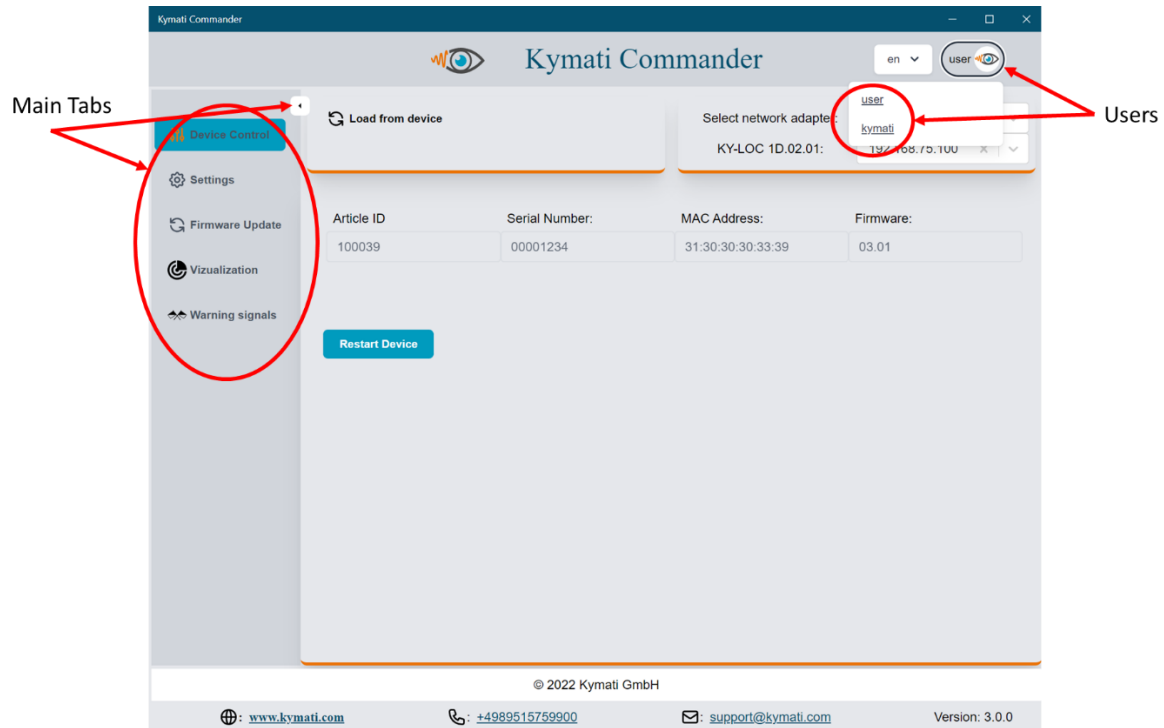 Kymati Commander
Kymati Commander
en
user
Main Tabs
Users
user
kymati
Load from device
Select network adapter:
KY-LOC 1D.02.01:
192.168.75.100
Device Control
Settings
Firmware Update
Vizualization
Warning signals
Article ID
Serial Number:
MAC Address:
Firmware:
100039
00001234
31:30:30:30:33:39
03.01
Restart Device
© 2022 Kymati GmbH
: www.kymati.com
: +4989515759900
: support@kymati.com
Version: 3.0.0